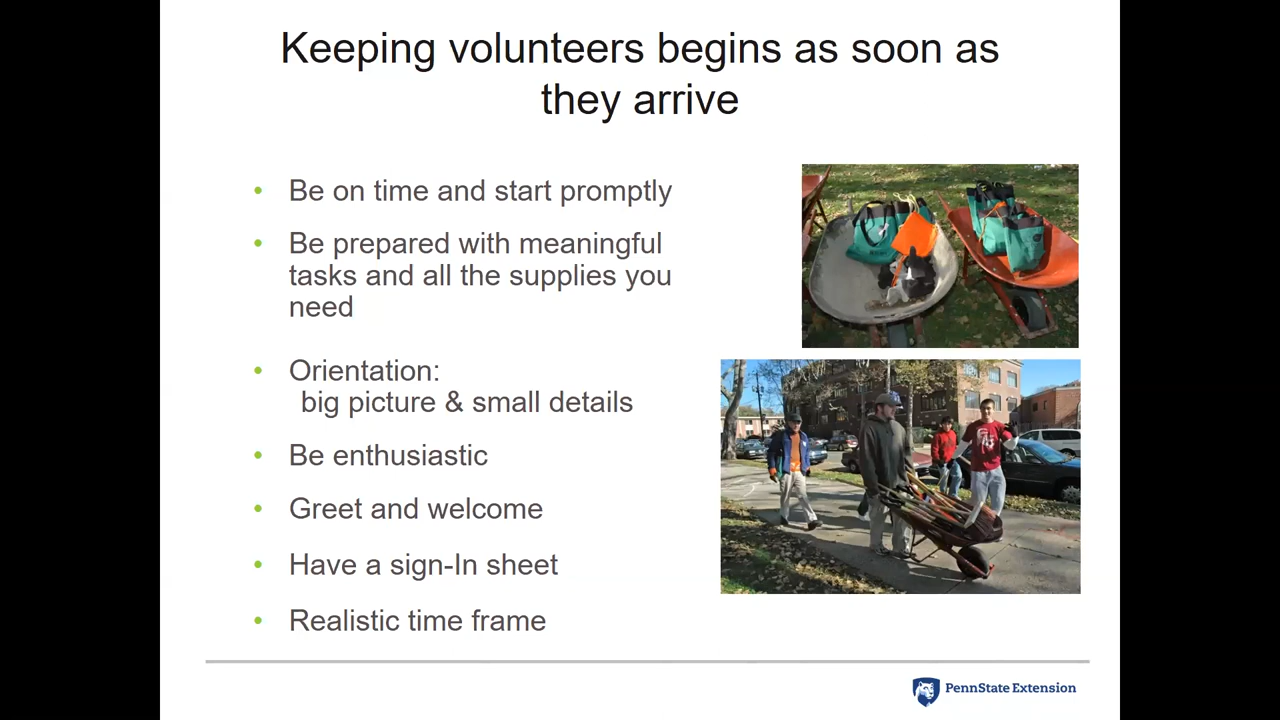 Keeping volunteers begins as soon as
they arrive
• Be on time and start promptly
• Be prepared with meaningful
tasks and all the supplies you
need
• Orientation:
big picture & small details
• Be enthusiastic
• Greet and welcome
• Have a sign-In sheet
• Realistic time frame
PennState Extension